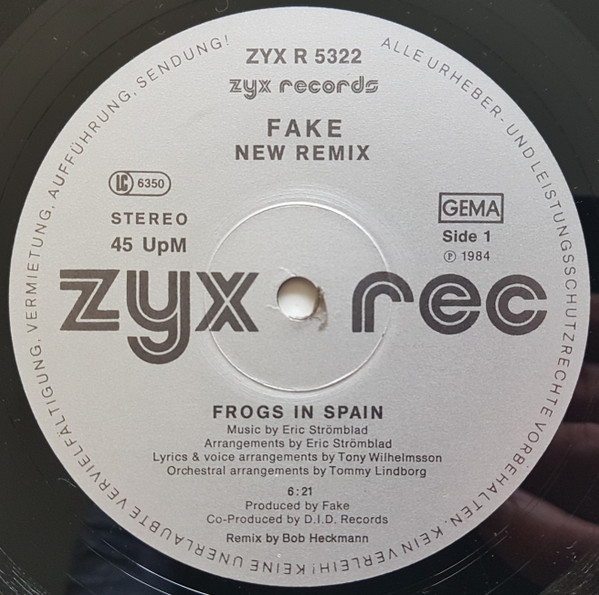 ALLE URHEBER- UND LEISTUNGSSCHUTZRECHTE VORBEHALTEN. KEIN VERLEIH! KEINE UNERLAUBTE VERVIELFÄLTIGUNG, VERMIETUNG, AUFFÜHRUNG, SENDUNG!
ZYX R 5322
zyx records
FAKE
NEW REMIX
LC 6350
GEMA
STEREO
Side 1
45 UpM
℗ 1984
zyx rec
FROGS IN SPAIN
Music by Eric Strömblad
Arrangements by Eric Strömblad
Lyrics & voice arrangements by Tony Wilhelmsson
Orchestral arrangements by Tommy Lindborg
6:21
Produced by Fake
Co-Produced by D.I.D. Records
Remix by Bob Heckmann